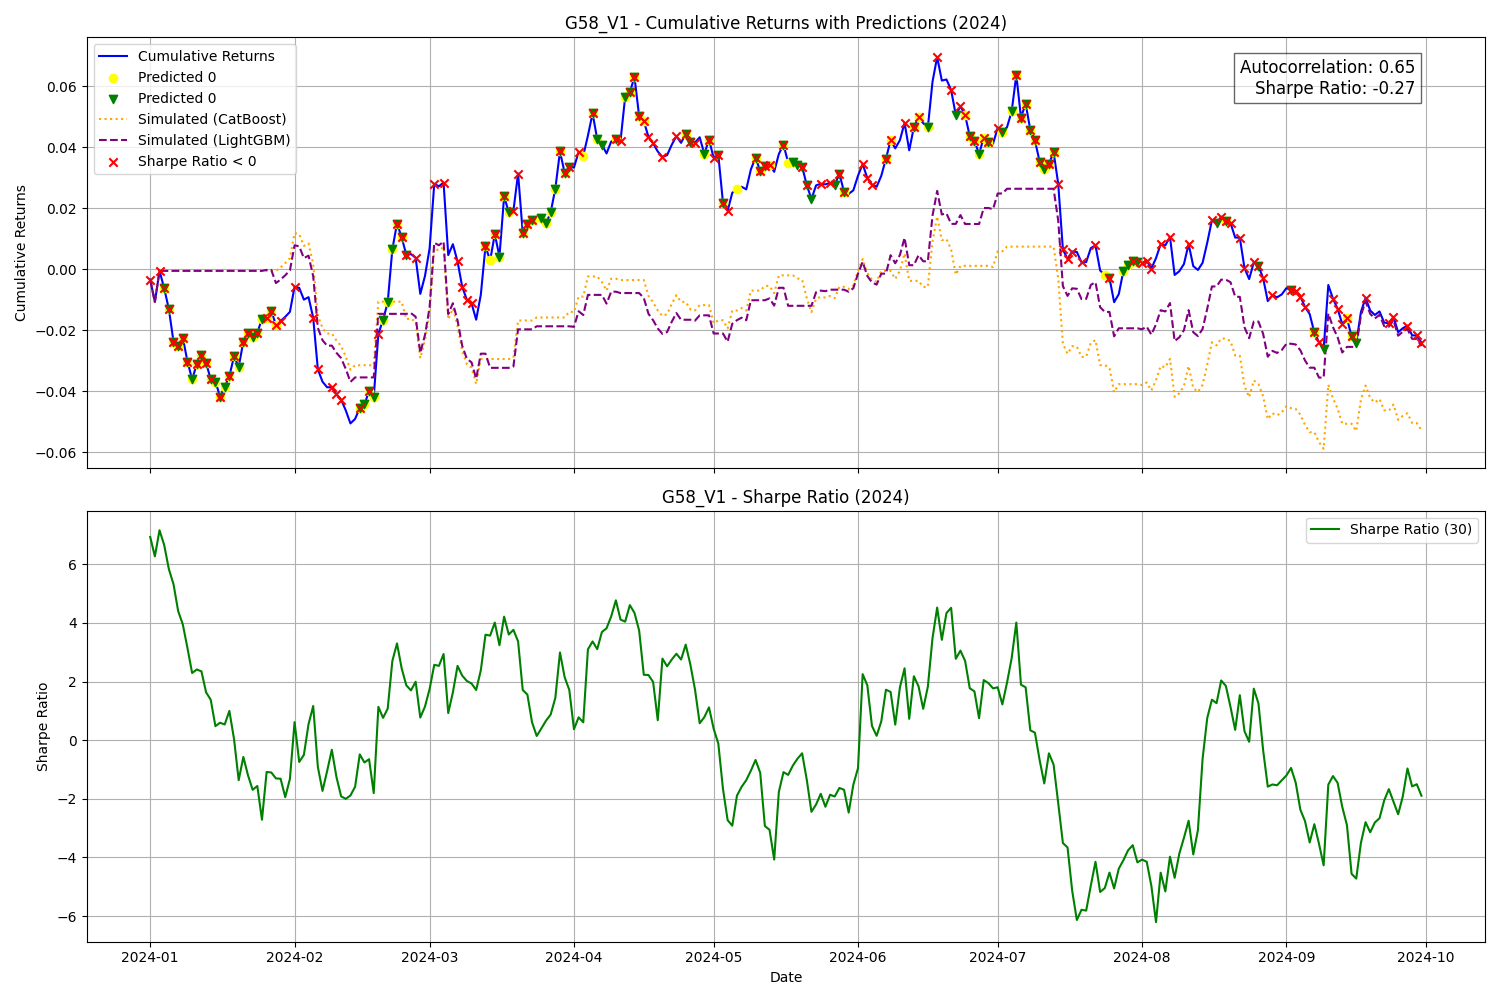 G58_V1 - Cumulative Returns with Predictions (2024)
Cumulative Returns
Predicted 0
Predicted 0
Simulated (CatBoost)
Simulated (LightGBM)
Sharpe Ratio < 0
Autocorrelation: 0.65
Sharpe Ratio: -0.27
Cumulative Returns
0.06
0.04
0.02
0.00
−0.02
−0.04
−0.06
G58_V1 - Sharpe Ratio (2024)
Sharpe Ratio (30)
Sharpe Ratio
6
4
2
0
−2
−4
−6
2024-01
2024-02
2024-03
2024-04
2024-05
2024-06
2024-07
2024-08
2024-09
2024-10
Date